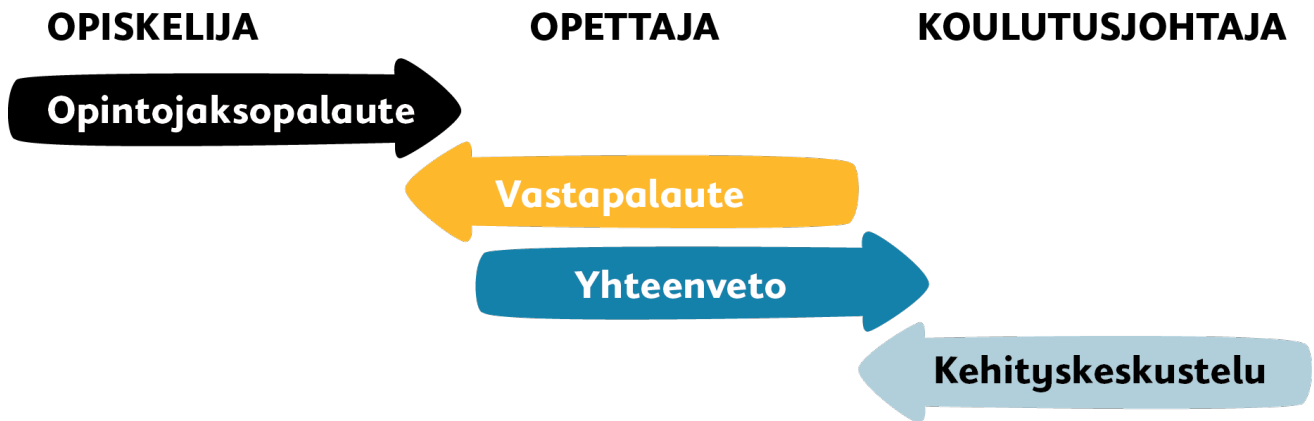 OPISKELIJA OPETTAJA KOULUTUSJOHTAJA
Opintojaksopalaute
Vastapalaute
Yhteenveto
Kehityskeskustelu